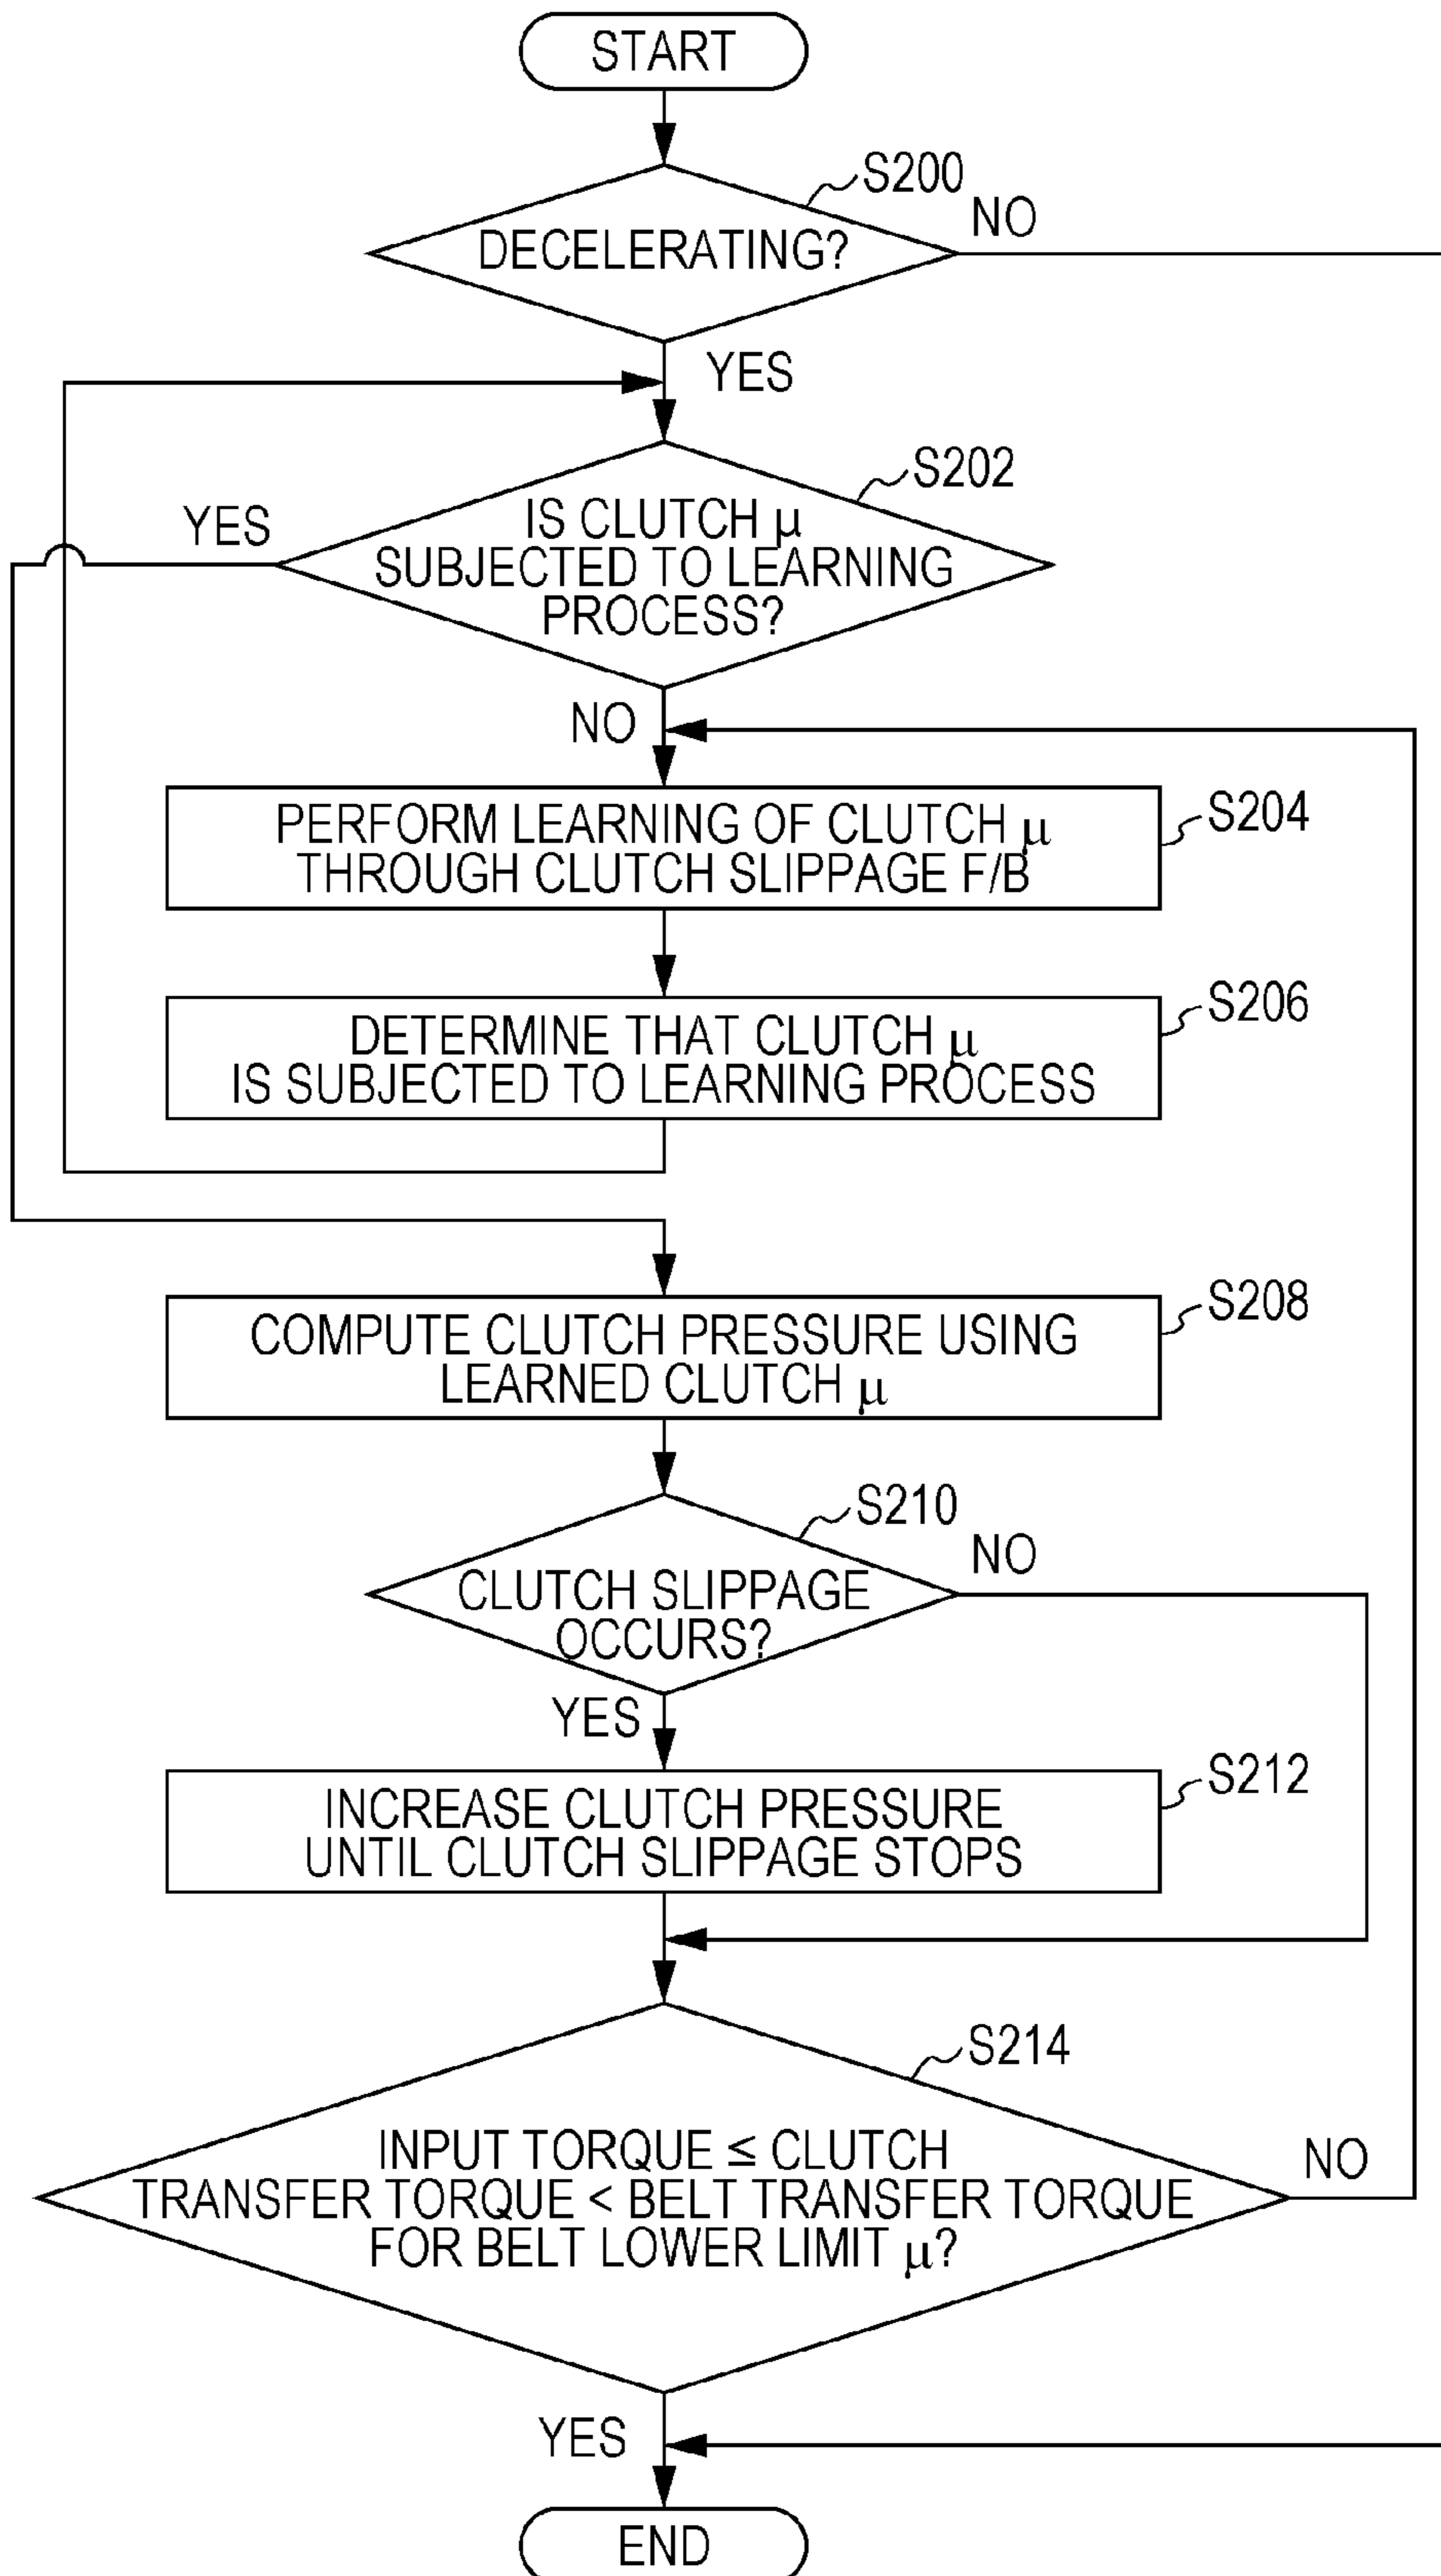 START
S200
NO
DECELERATING?
YES
S202
YES
IS CLUTCH μ
SUBJECTED TO LEARNING
PROCESS?
NO
PERFORM LEARNING OF CLUTCH μ
THROUGH CLUTCH SLIPPAGE F/B
S204
DETERMINE THAT CLUTCH μ
IS SUBJECTED TO LEARNING PROCESS
S206
COMPUTE CLUTCH PRESSURE USING
LEARNED CLUTCH μ
S208
S210
NO
CLUTCH SLIPPAGE
OCCURS?
YES
INCREASE CLUTCH PRESSURE
UNTIL CLUTCH SLIPPAGE STOPS
S212
S214
INPUT TORQUE ≤ CLUTCH
TRANSFER TORQUE < BELT TRANSFER TORQUE
FOR BELT LOWER LIMIT μ?
NO
YES
END